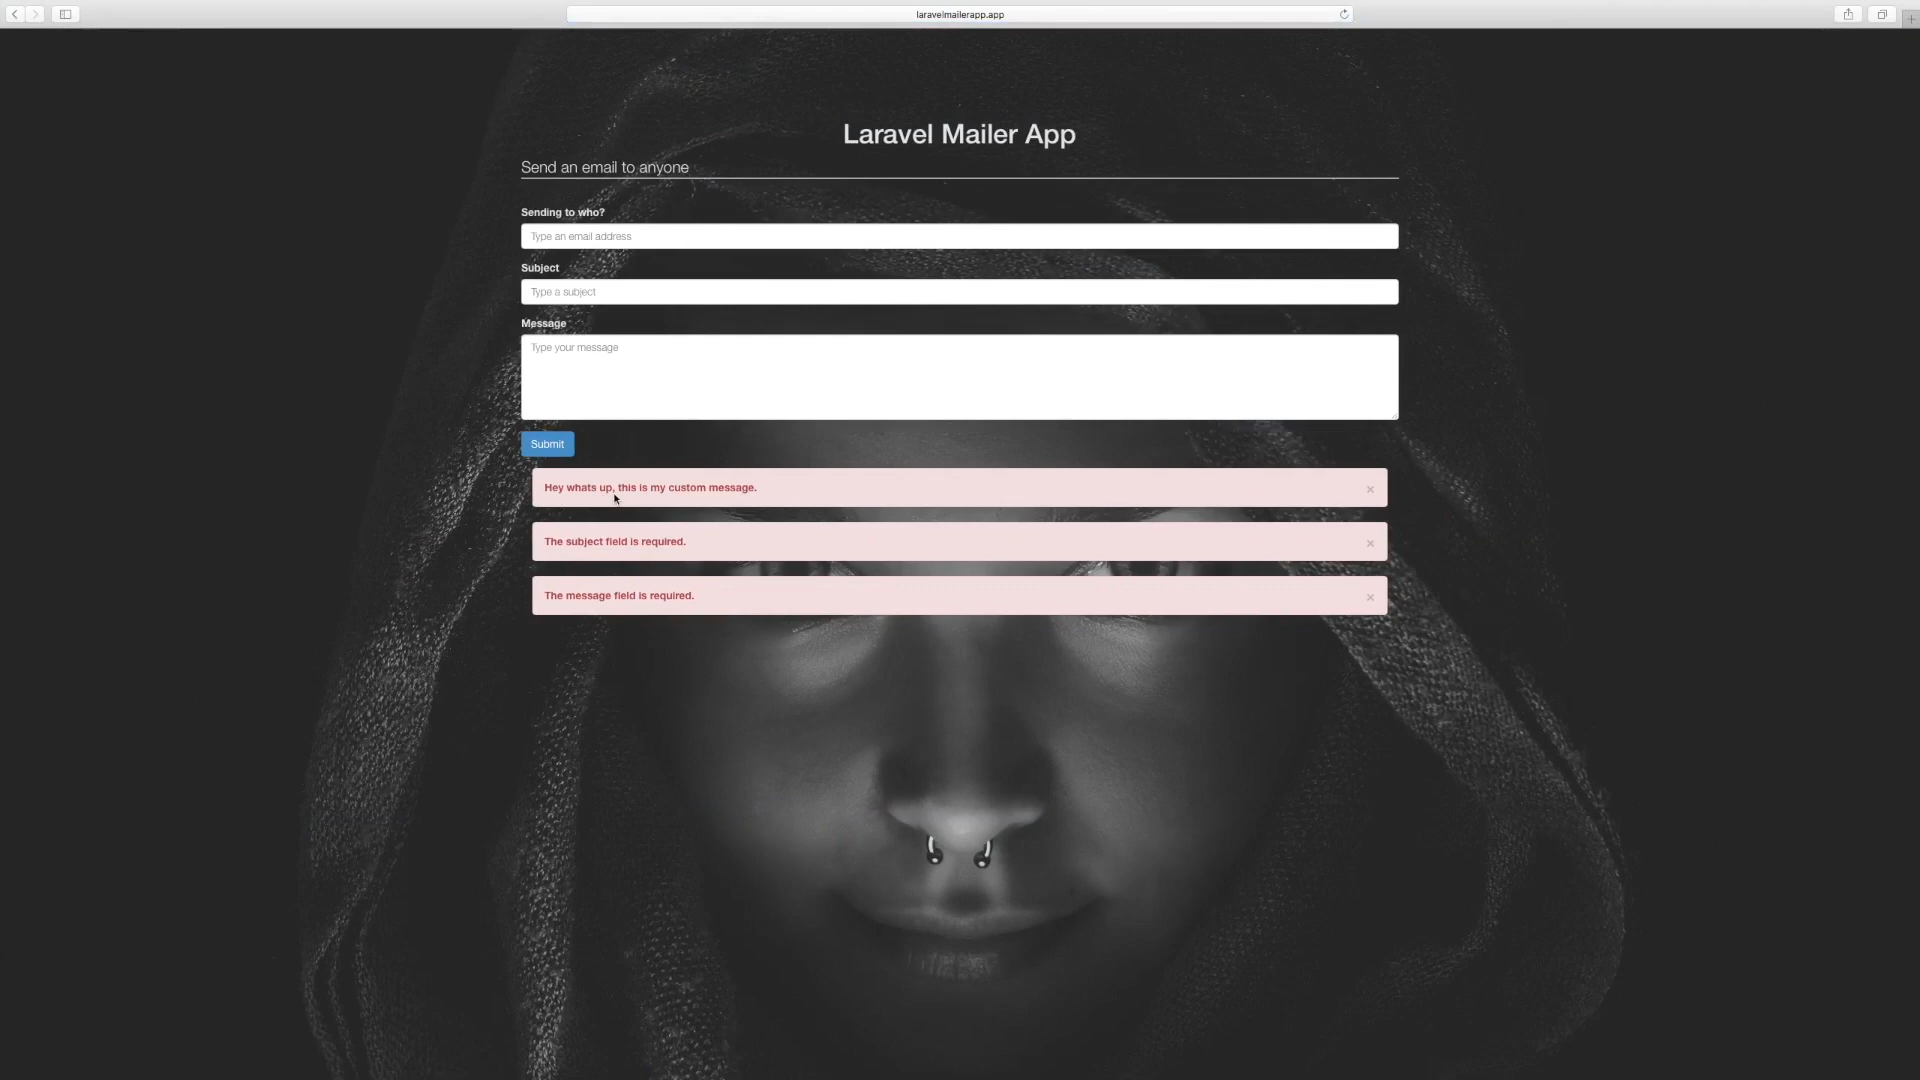 laravelmailerapp.app
Laravel Mailer App
Send an email to anyone
Sending to who?
Type an email address
Subject
Type a subject
Message
Type your message
Submit
Hey whats up, this is my custom message.
×
The subject field is required.
×
The message field is required.
×